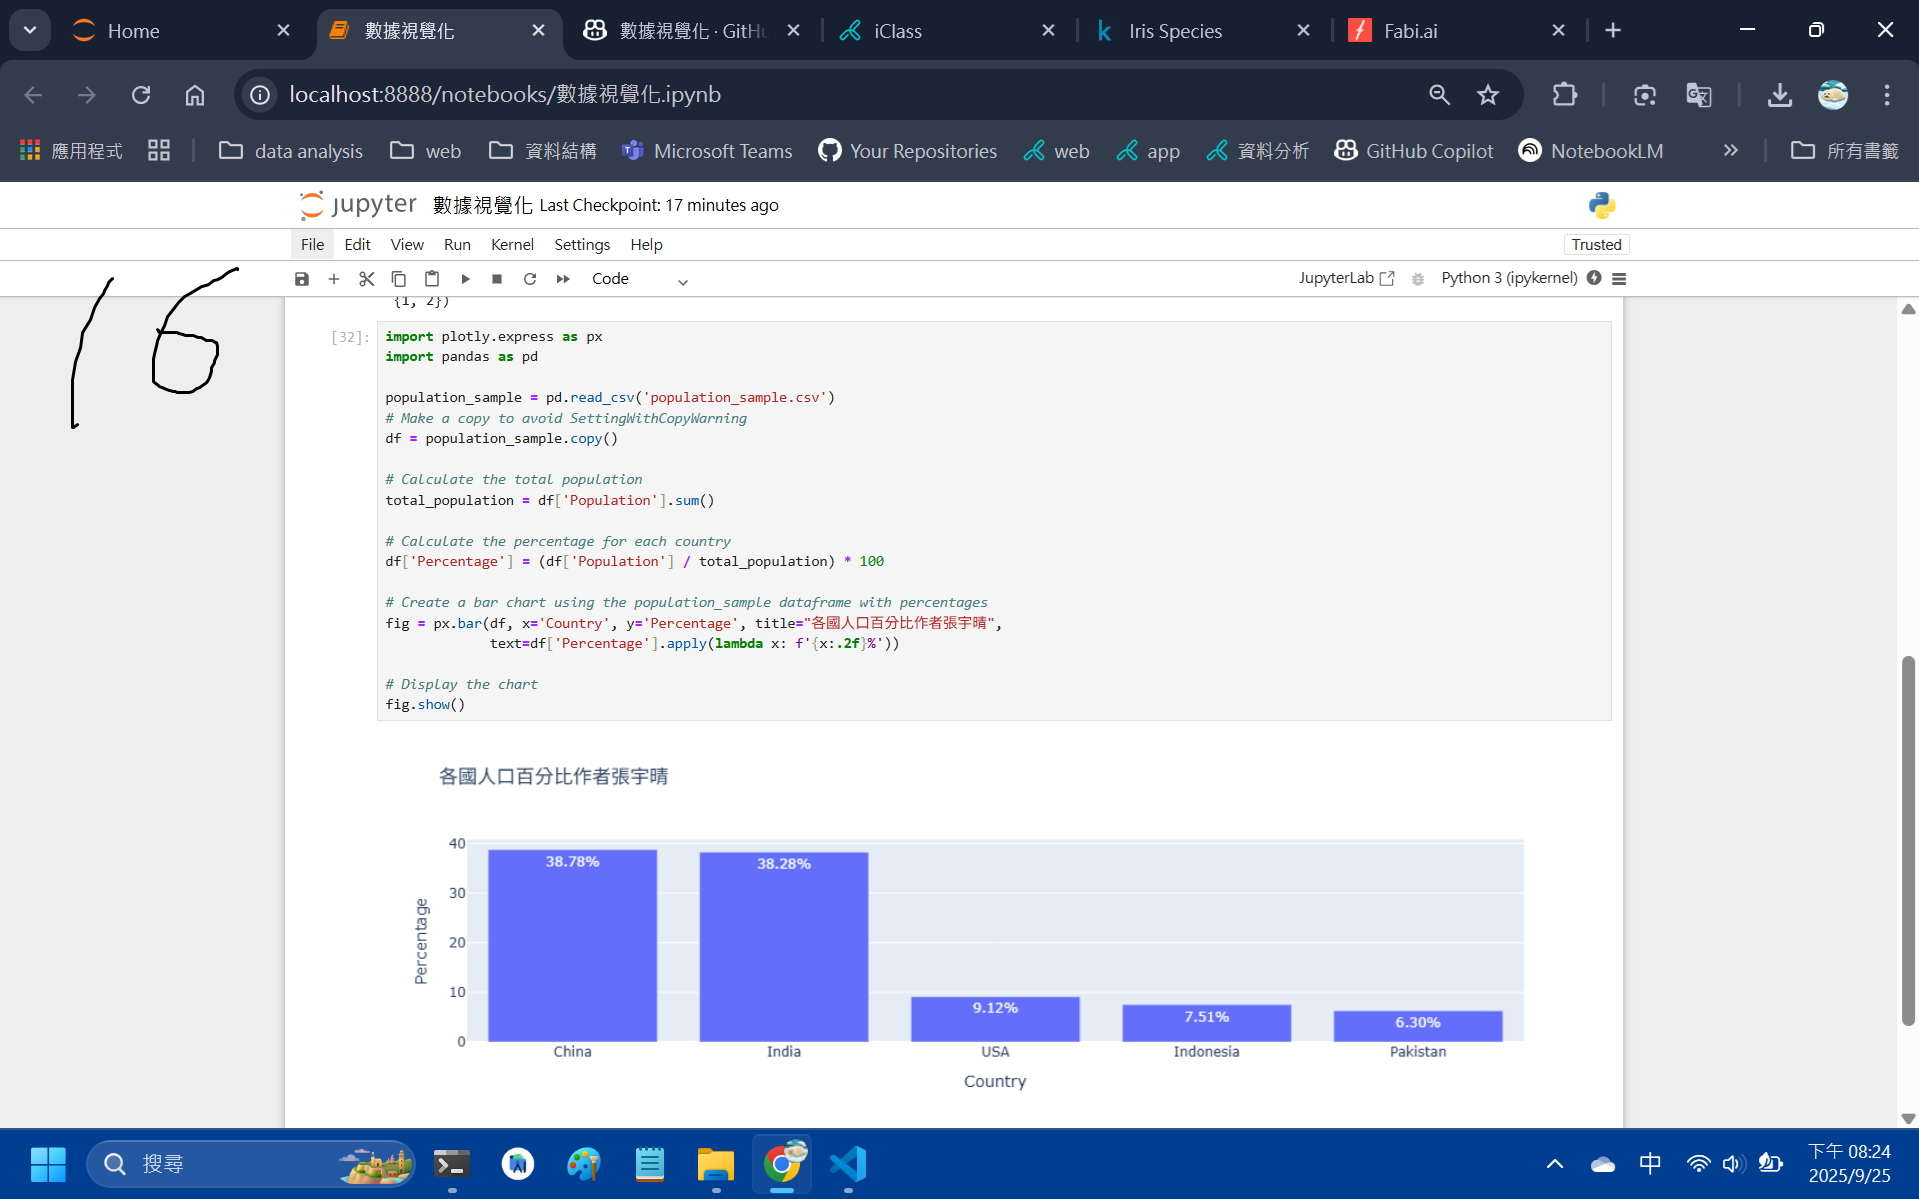 Home
數據視覺化
數據視覺化 · GitHu
iClass
Iris Species
Fabi.ai
localhost:8888/notebooks/數據視覺化.ipynb
應用程式
data analysis
web
資料結構
Microsoft Teams
Your Repositories
web
app
資料分析
GitHub Copilot
NotebookLM
所有書籤
jupyter 數據視覺化 Last Checkpoint: 17 minutes ago
File Edit View Run Kernel Settings Help
Trusted
Code
JupyterLab
Python 3 (ipykernel)
16
{1, 2})
[32]:
import plotly.express as px
import pandas as pd
population_sample = pd.read_csv('population_sample.csv')
# Make a copy to avoid SettingWithCopyWarning
df = population_sample.copy()
# Calculate the total population
total_population = df['Population'].sum()
# Calculate the percentage for each country
df['Percentage'] = (df['Population'] / total_population) * 100
# Create a bar chart using the population_sample dataframe with percentages
fig = px.bar(df, x='Country', y='Percentage', title="各國人口百分比作者張宇晴",
text=df['Percentage'].apply(lambda x: f'{x:.2f}%'))
# Display the chart
fig.show()
各國人口百分比作者張宇晴
Percentage
40
30
20
10
0
38.78%
38.28%
9.12%
7.51%
6.30%
China
India
USA
Indonesia
Pakistan
Country
搜尋
中
下午 08:24
2025/9/25